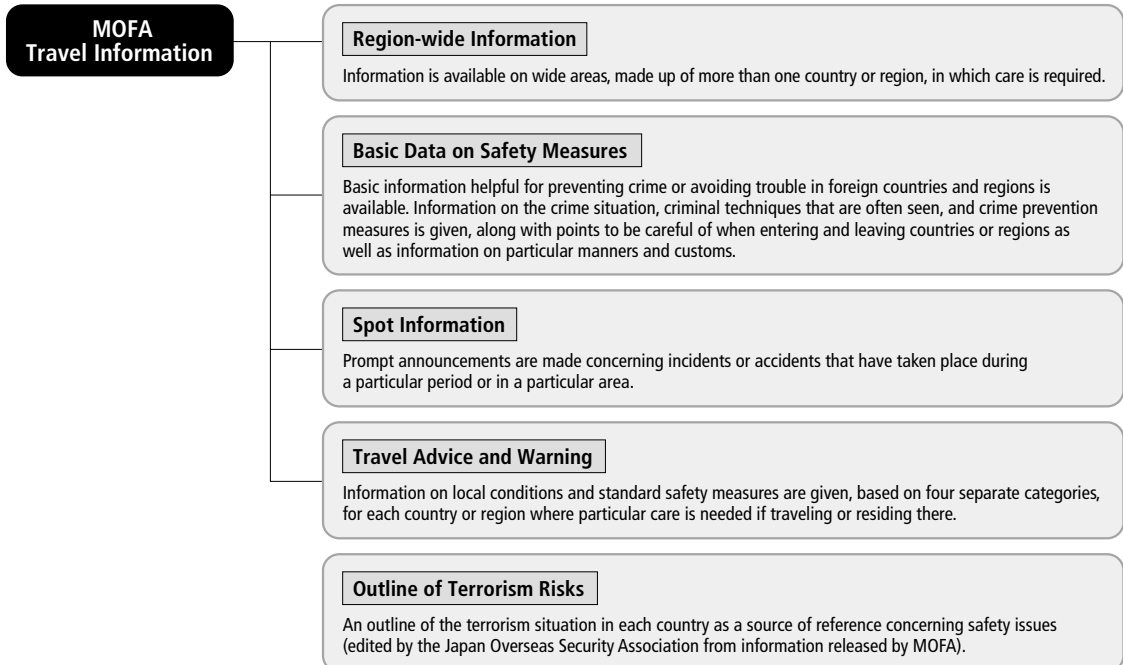 MOFA
Travel Information
Region-wide Information
Information is available on wide areas, made up of more than one country or region, in which care is required.
Basic Data on Safety Measures
Basic information helpful for preventing crime or avoiding trouble in foreign countries and regions is
available. Information on the crime situation, criminal techniques that are often seen, and crime prevention
measures is given, along with points to be careful of when entering and leaving countries or regions as
well as information on particular manners and customs.
Spot Information
Prompt announcements are made concerning incidents or accidents that have taken place during
a particular period or in a particular area.
Travel Advice and Warning
Information on local conditions and standard safety measures are given, based on four separate categories,
for each country or region where particular care is needed if traveling or residing there.
Outline of Terrorism Risks
An outline of the terrorism situation in each country as a source of reference concerning safety issues
(edited by the Japan Overseas Security Association from information released by MOFA).